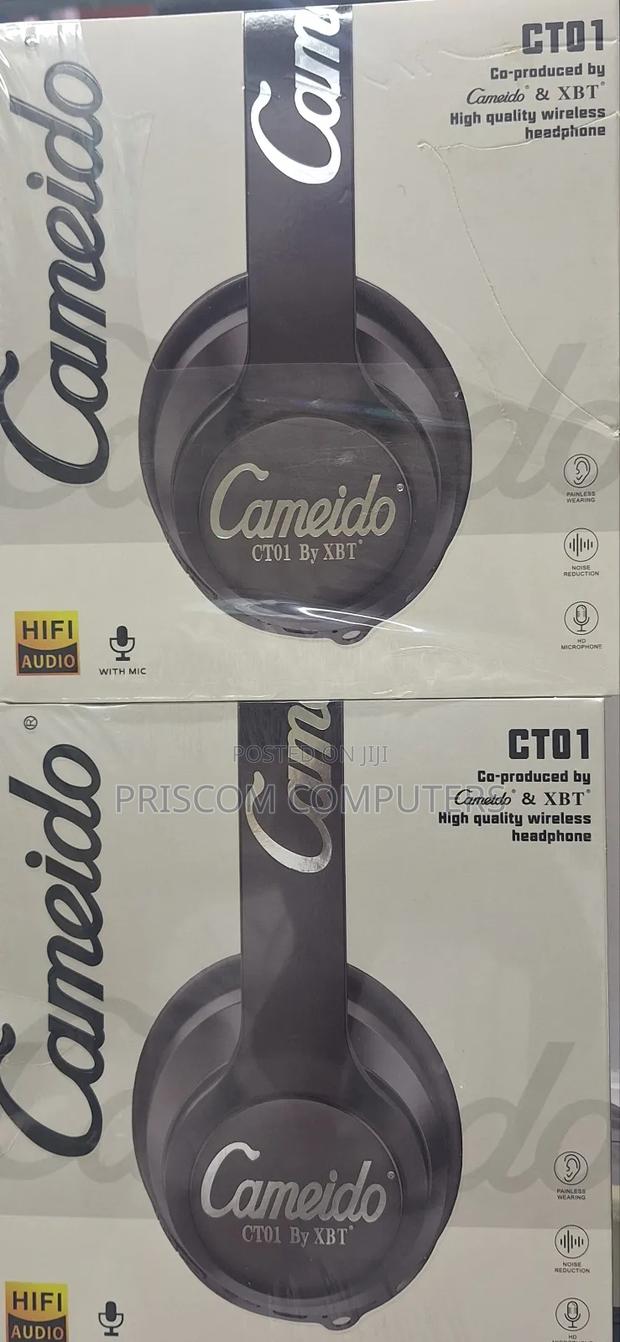 Cameido
®
Cam
CT01
Co-produced by
Cameido® & XBT®
High quality wireless
headphone
Cameido®
CT01 By XBT®
PAINLESS
WEARING
NOISE
REDUCTION
HD
MICROPHONE
HIFI
AUDIO
WITH MIC
Cameido
®
Cam
POSTED ON JIJI
PRISCOM COMPUTERS
CT01
Co-produced by
Cameido® & XBT®
High quality wireless
headphone
Cameido®
CT01 By XBT®
PAINLESS
WEARING
NOISE
REDUCTION
HD
HIFI
AUDIO